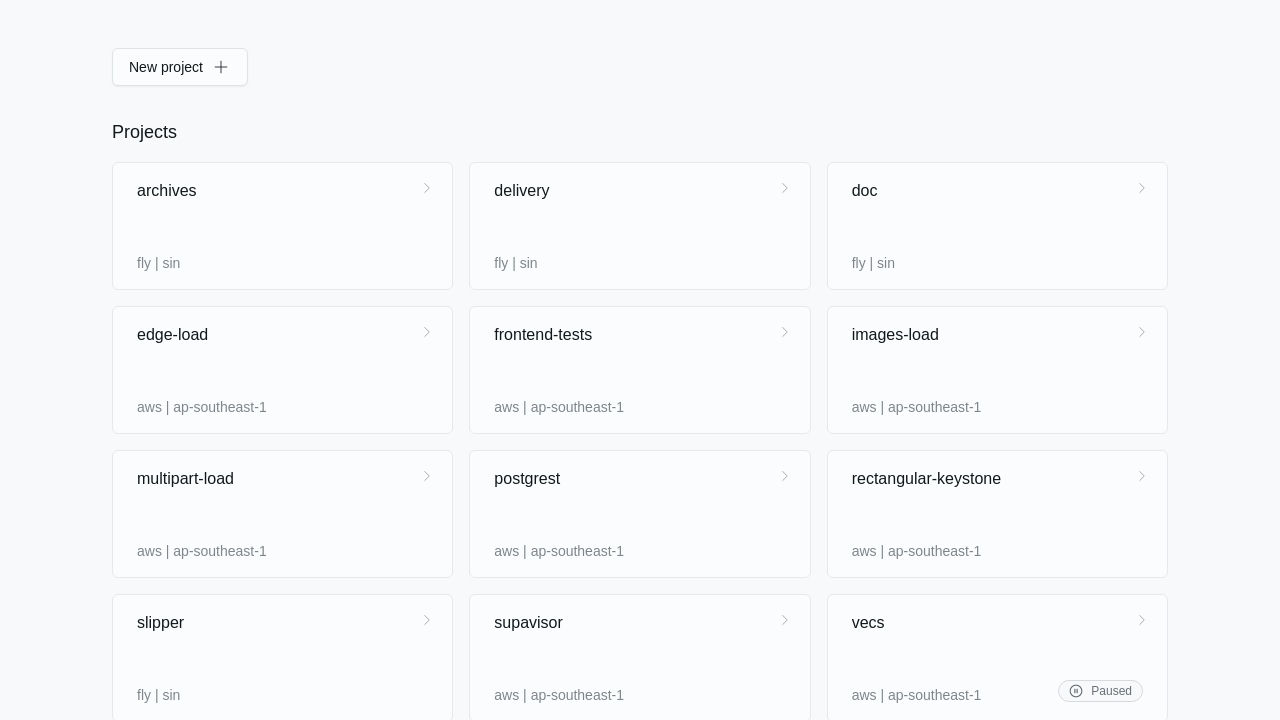 New project
Projects
archives
fly | sin
delivery
fly | sin
doc
fly | sin
edge-load
aws | ap-southeast-1
frontend-tests
aws | ap-southeast-1
images-load
aws | ap-southeast-1
multipart-load
aws | ap-southeast-1
postgrest
aws | ap-southeast-1
rectangular-keystone
aws | ap-southeast-1
slipper
fly | sin
supavisor
aws | ap-southeast-1
vecs
aws | ap-southeast-1
Paused